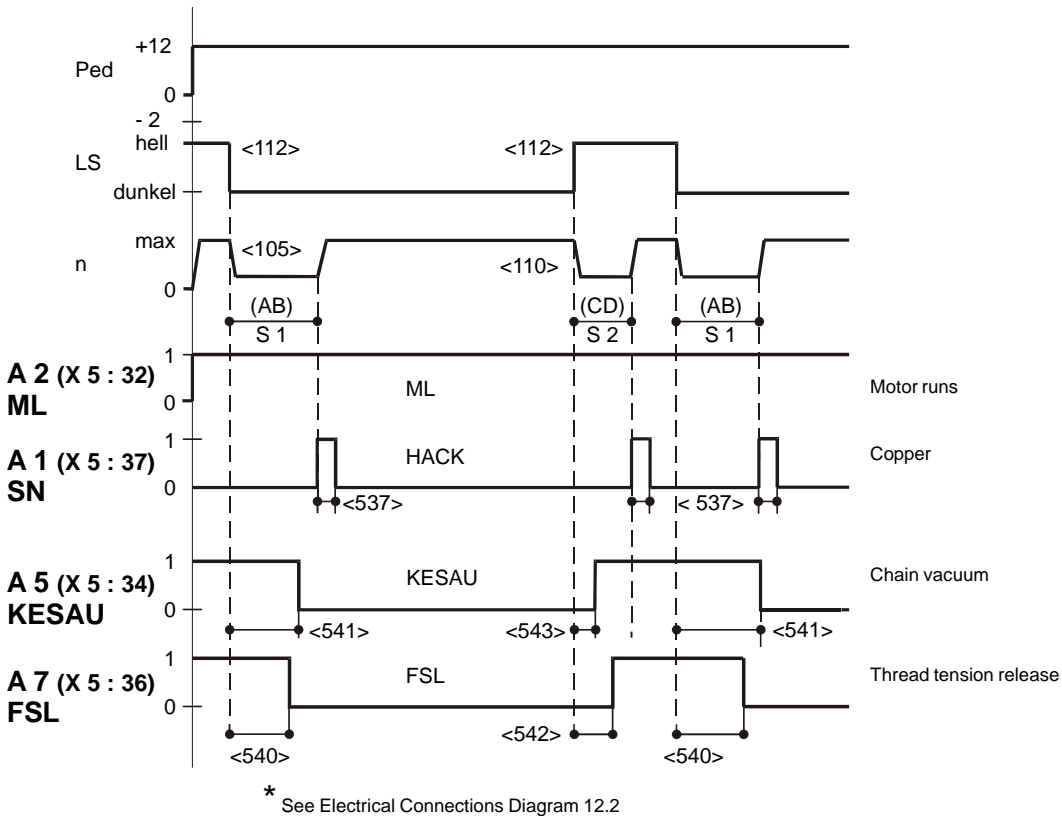 +12
Ped
0
- 2
hell
<112>
<112>
LS
dunkel
max
<105>
<110>
n
0
(AB)
S 1
(CD)
S 2
(AB)
S 1
A 2 (X 5 : 32)
ML
1
0
ML
Motor runs
A 1 (X 5 : 37)
SN
1
0
HACK
Copper
<537>
< 537>
A 5 (X 5 : 34)
KESAU
1
0
KESAU
Chain vacuum
<541>
<543>
<541>
A 7 (X 5 : 36)
FSL
1
0
FSL
Thread tension release
<540>
<542>
<540>
* See Electrical Connections Diagram 12.2